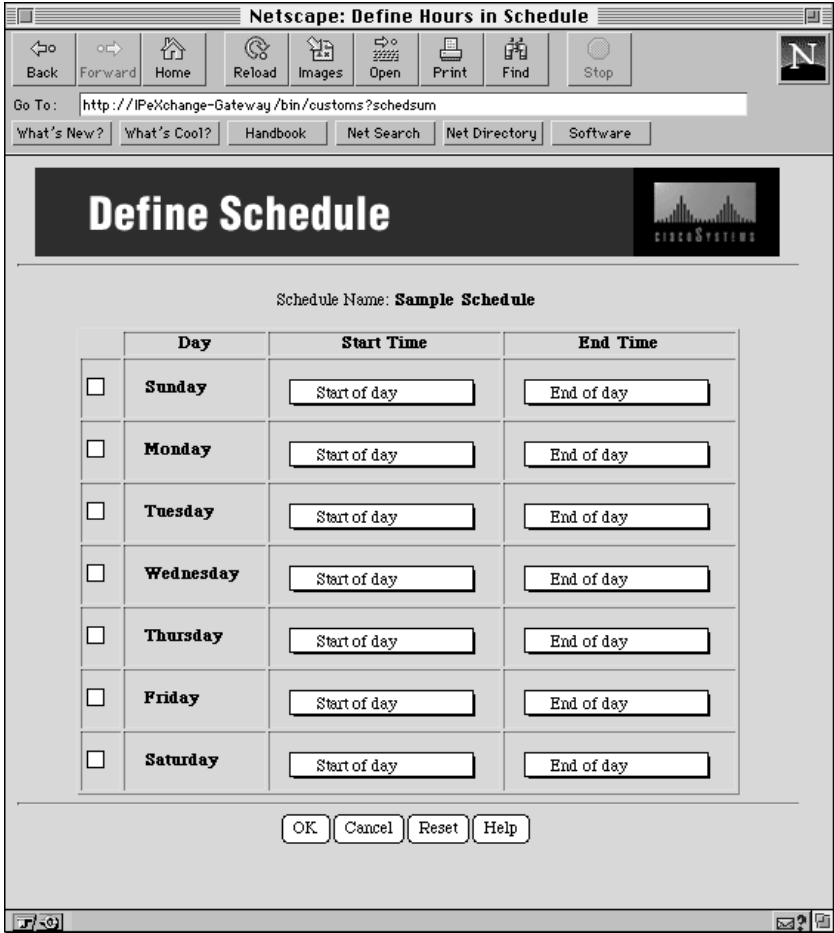 Netscape: Define Hours in Schedule
Back Forward Home Reload Images Open Print Find Stop
N
Go To: http://IPeXchange-Gateway/bin/customs?schedsum
What's New? What's Cool? Handbook Net Search Net Directory Software
Define Schedule
CISCO SYSTEMS
Schedule Name: Sample Schedule
Day Start Time End Time
Sunday Start of day End of day
Monday Start of day End of day
Tuesday Start of day End of day
Wednesday Start of day End of day
Thursday Start of day End of day
Friday Start of day End of day
Saturday Start of day End of day
OK Cancel Reset Help
?